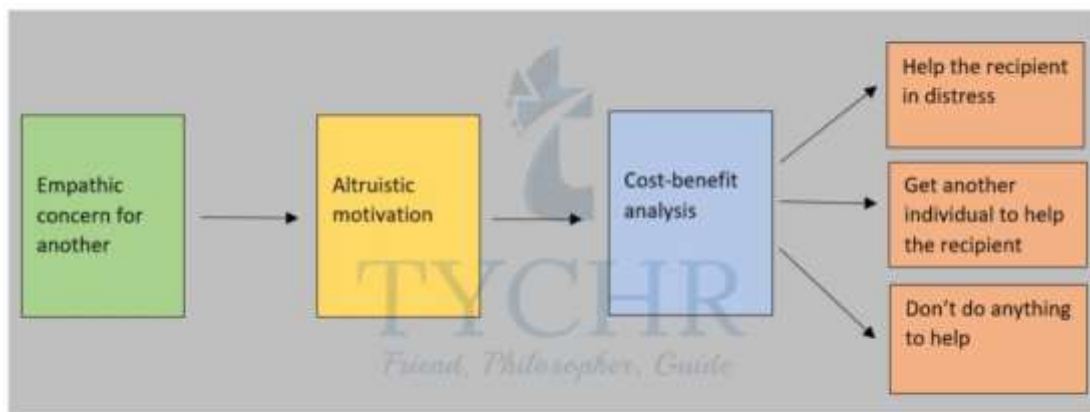 Empathic
concern for
another
Altruistic
motivation
Cost-benefit
analysis
Help the recipient
in distress
Get another
individual to help
the recipient
Don't do anything
to help
TYCHR
Friend, Philosopher, Guide